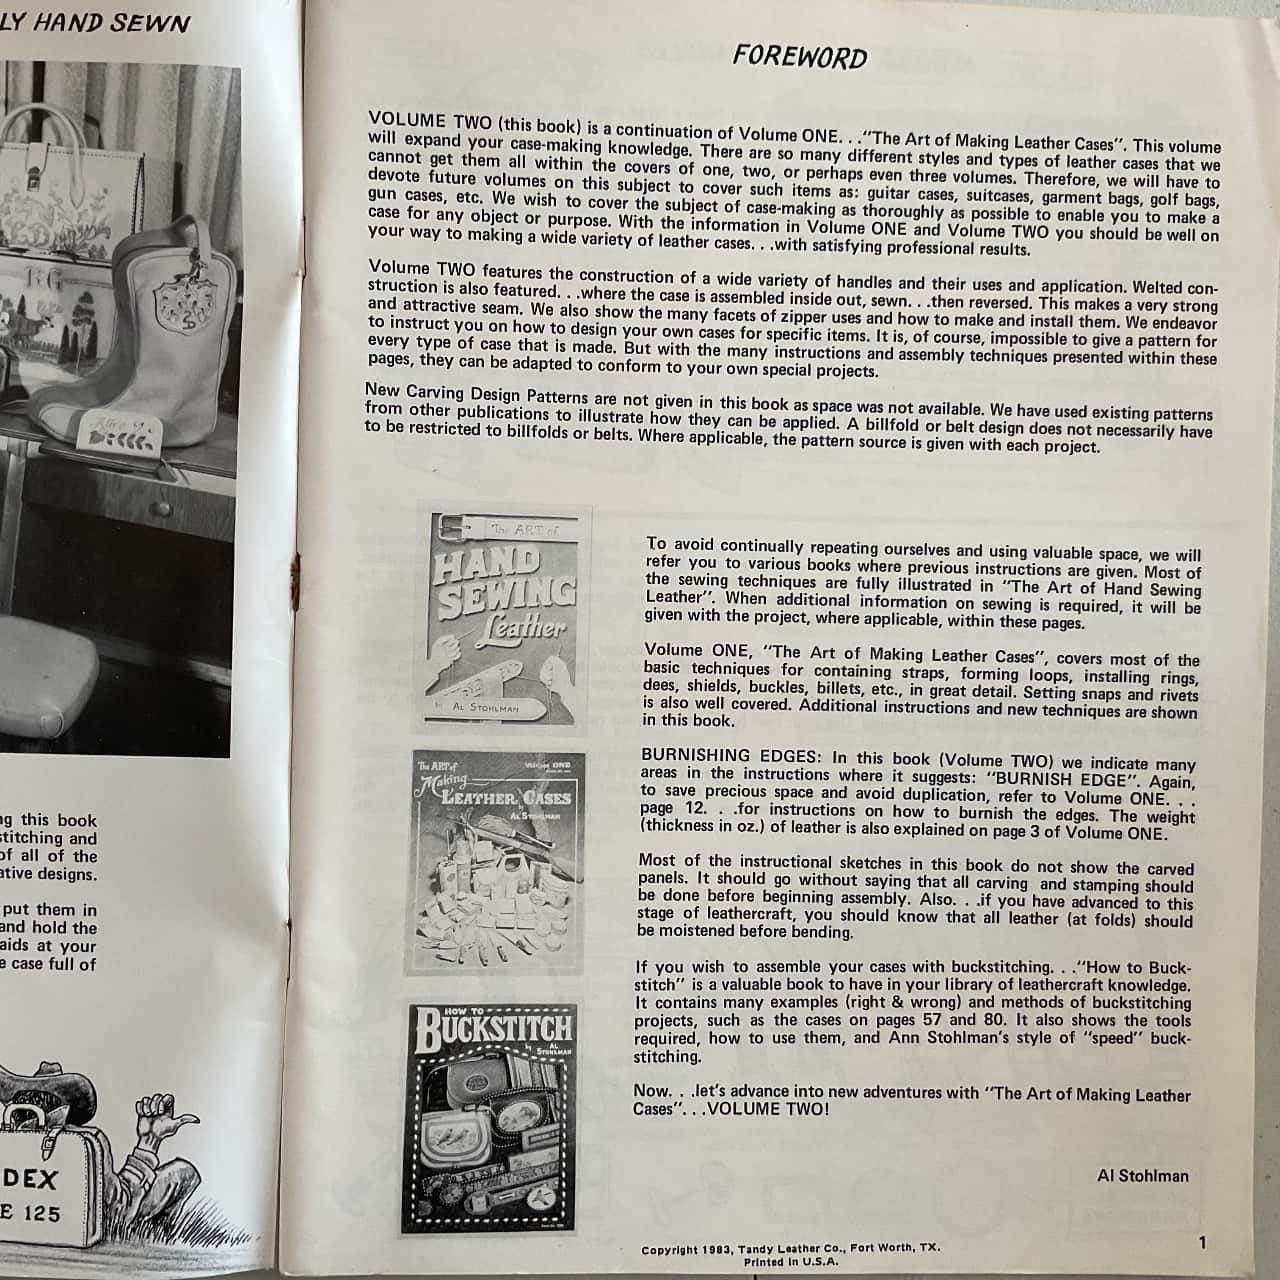 LY HAND SEWN
ng this book
stitching and
of all of the
ative designs.
put them in
and hold the
aids at your
e case full of
DEX
E 125
FOREWORD
VOLUME TWO (this book) is a continuation of Volume ONE. . ."The Art of Making Leather Cases". This volume
will expand your case-making knowledge. There are so many different styles and types of leather cases that we
cannot get them all within the covers of one, two, or perhaps even three volumes. Therefore, we will have to
devote future volumes on this subject to cover such items as: guitar cases, suitcases, garment bags, golf bags,
gun cases, etc. We wish to cover the subject of case-making as thoroughly as possible to enable you to make a
case for any object or purpose. With the information in Volume ONE and Volume TWO you should be well on
your way to making a wide variety of leather cases. . .with satisfying professional results.
Volume TWO features the construction of a wide variety of handles and their uses and application. Welted con-
struction is also featured. . .where the case is assembled inside out, sewn. . .then reversed. This makes a very strong
and attractive seam. We also show the many facets of zipper uses and how to make and install them. We endeavor
to instruct you on how to design your own cases for specific items. It is, of course, impossible to give a pattern for
every type of case that is made. But with the many instructions and assembly techniques presented within these
pages, they can be adapted to conform to your own special projects.
New Carving Design Patterns are not given in this book as space was not available. We have used existing patterns
from other publications to illustrate how they can be applied. A billfold or belt design does not necessarily have
to be restricted to billfolds or belts. Where applicable, the pattern source is given with each project.
The ART of
HAND
SEWING
Leather
by AL STOHLMAN
To avoid continually repeating ourselves and using valuable space, we will
refer you to various books where previous instructions are given. Most of
the sewing techniques are fully illustrated in "The Art of Hand Sewing
Leather". When additional information on sewing is required, it will be
given with the project, where applicable, within these pages.
Volume ONE, "The Art of Making Leather Cases", covers most of the
basic techniques for containing straps, forming loops, installing rings,
dees, shields, buckles, billets, etc., in great detail. Setting snaps and rivets
is also well covered. Additional instructions and new techniques are shown
in this book.
The ART of
Volume ONE
Making
LEATHER CASES
by
AL STOHLMAN
BURNISHING EDGES: In this book (Volume TWO) we indicate many
areas in the instructions where it suggests: "BURNISH EDGE". Again,
to save precious space and avoid duplication, refer to Volume ONE. . .
page 12. . .for instructions on how to burnish the edges. The weight
(thickness in oz.) of leather is also explained on page 3 of Volume ONE.
Most of the instructional sketches in this book do not show the carved
panels. It should go without saying that all carving and stamping should
be done before beginning assembly. Also. . .if you have advanced to this
stage of leathercraft, you should know that all leather (at folds) should
be moistened before bending.
HOW TO
BUCKSTITCH
by AL
STOHLMAN
If you wish to assemble your cases with buckstitching. . ."How to Buck-
stitch" is a valuable book to have in your library of leathercraft knowledge.
It contains many examples (right & wrong) and methods of buckstitching
projects, such as the cases on pages 57 and 80. It also shows the tools
required, how to use them, and Ann Stohlman's style of "speed" buck-
stitching.
Now. . .let's advance into new adventures with "The Art of Making Leather
Cases". . .VOLUME TWO!
Al Stohlman
Copyright 1983, Tandy Leather Co., Fort Worth, TX.
Printed in U.S.A.
1